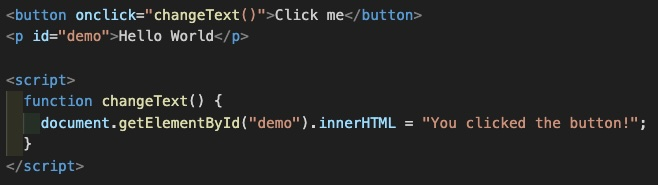 <button onclick="changeText()">Click me</button>
<p id="demo">Hello World</p>

<script>
  function changeText() {
    document.getElementById("demo").innerHTML = "You clicked the button!";
  }
</script>